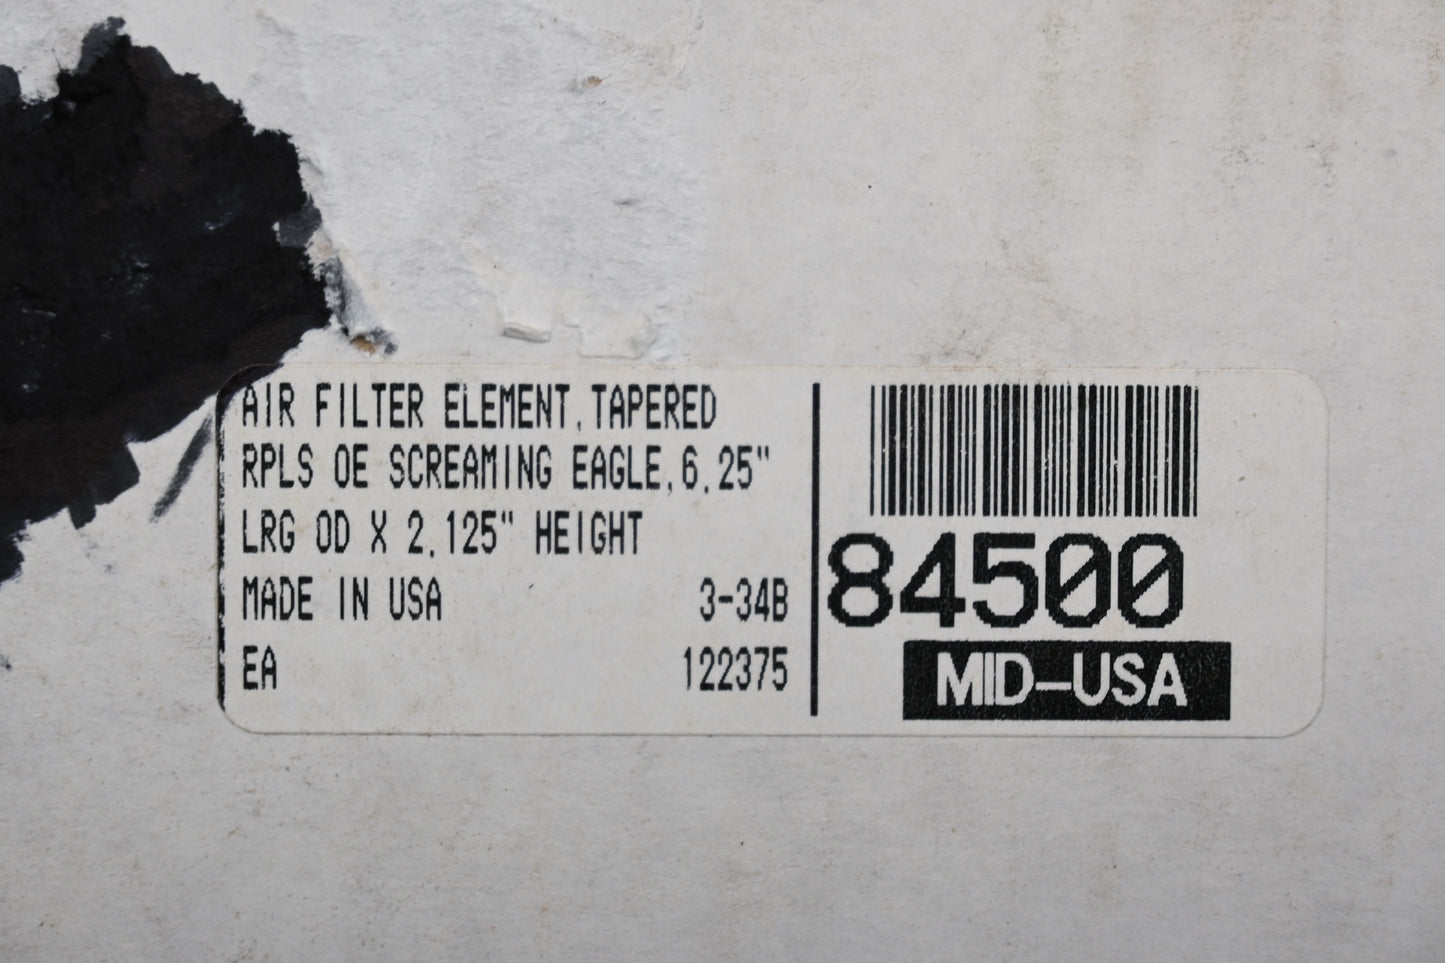 AIR FILTER ELEMENT,TAPERED
RPLS OE SCREAMING EAGLE,6.25"
LRG OD X 2.125" HEIGHT
MADE IN USA 3-34B
EA 122375
84500
MID-USA